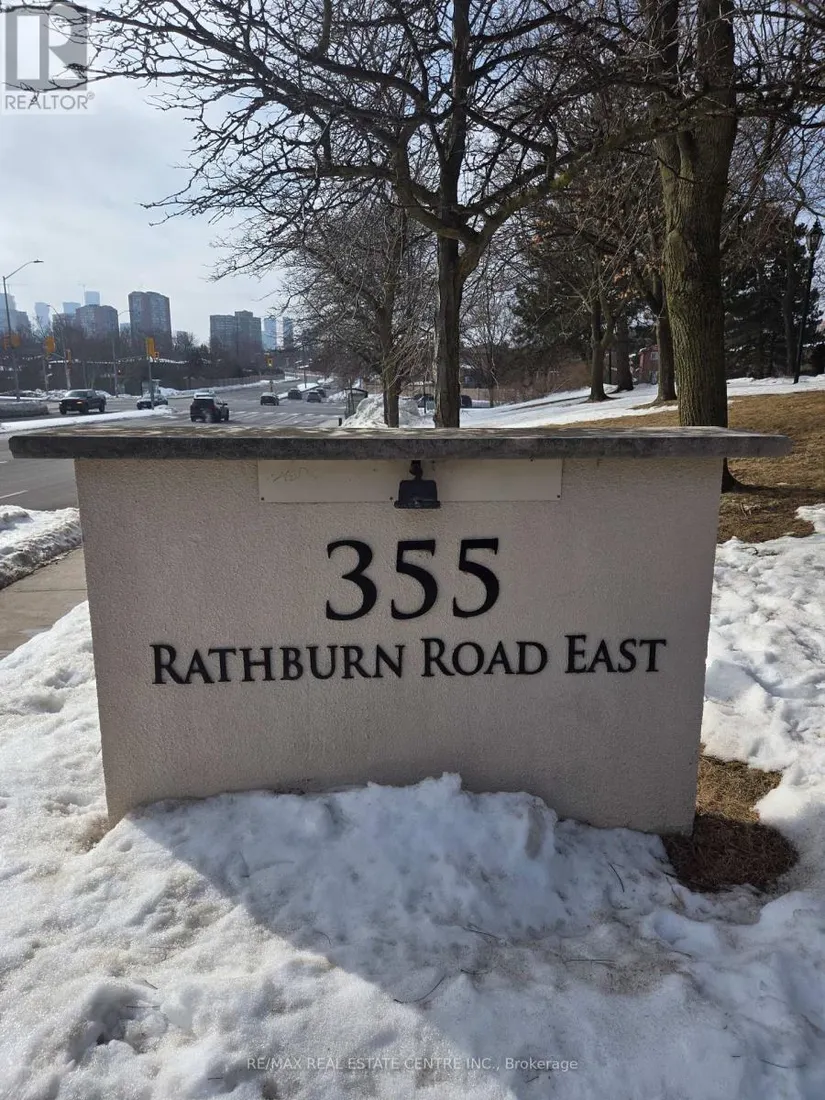 REALTOR®
355
RATHBURN ROAD EAST
RE/MAX REAL ESTATE CENTRE INC., Brokerage